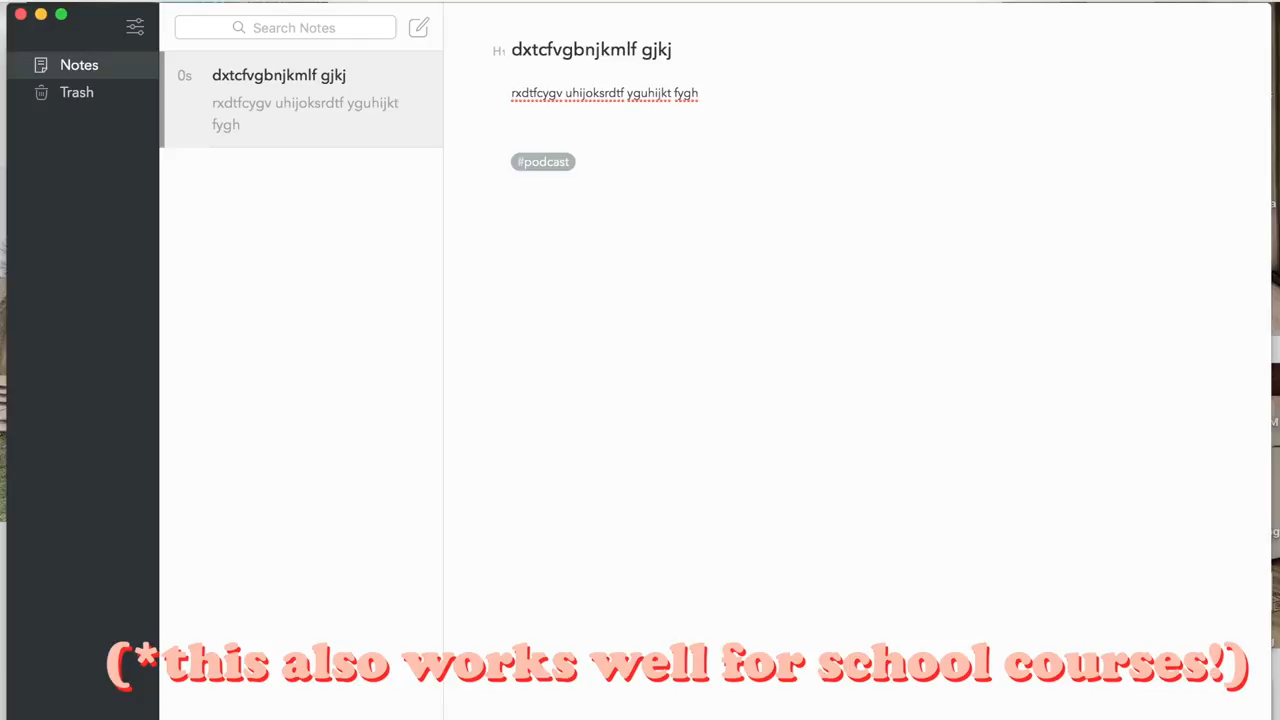 Search Notes
Notes
Trash
0s
dxtcfvgbnjkmlf gjkj
rxdtfcygv uhijoksrdtf yguhijkt
fygh
H1 dxtcfvgbnjkmlf gjkj
rxdtfcygv uhijoksrdtf yguhijkt fygh
#podcast
(*this also works well for school courses!)